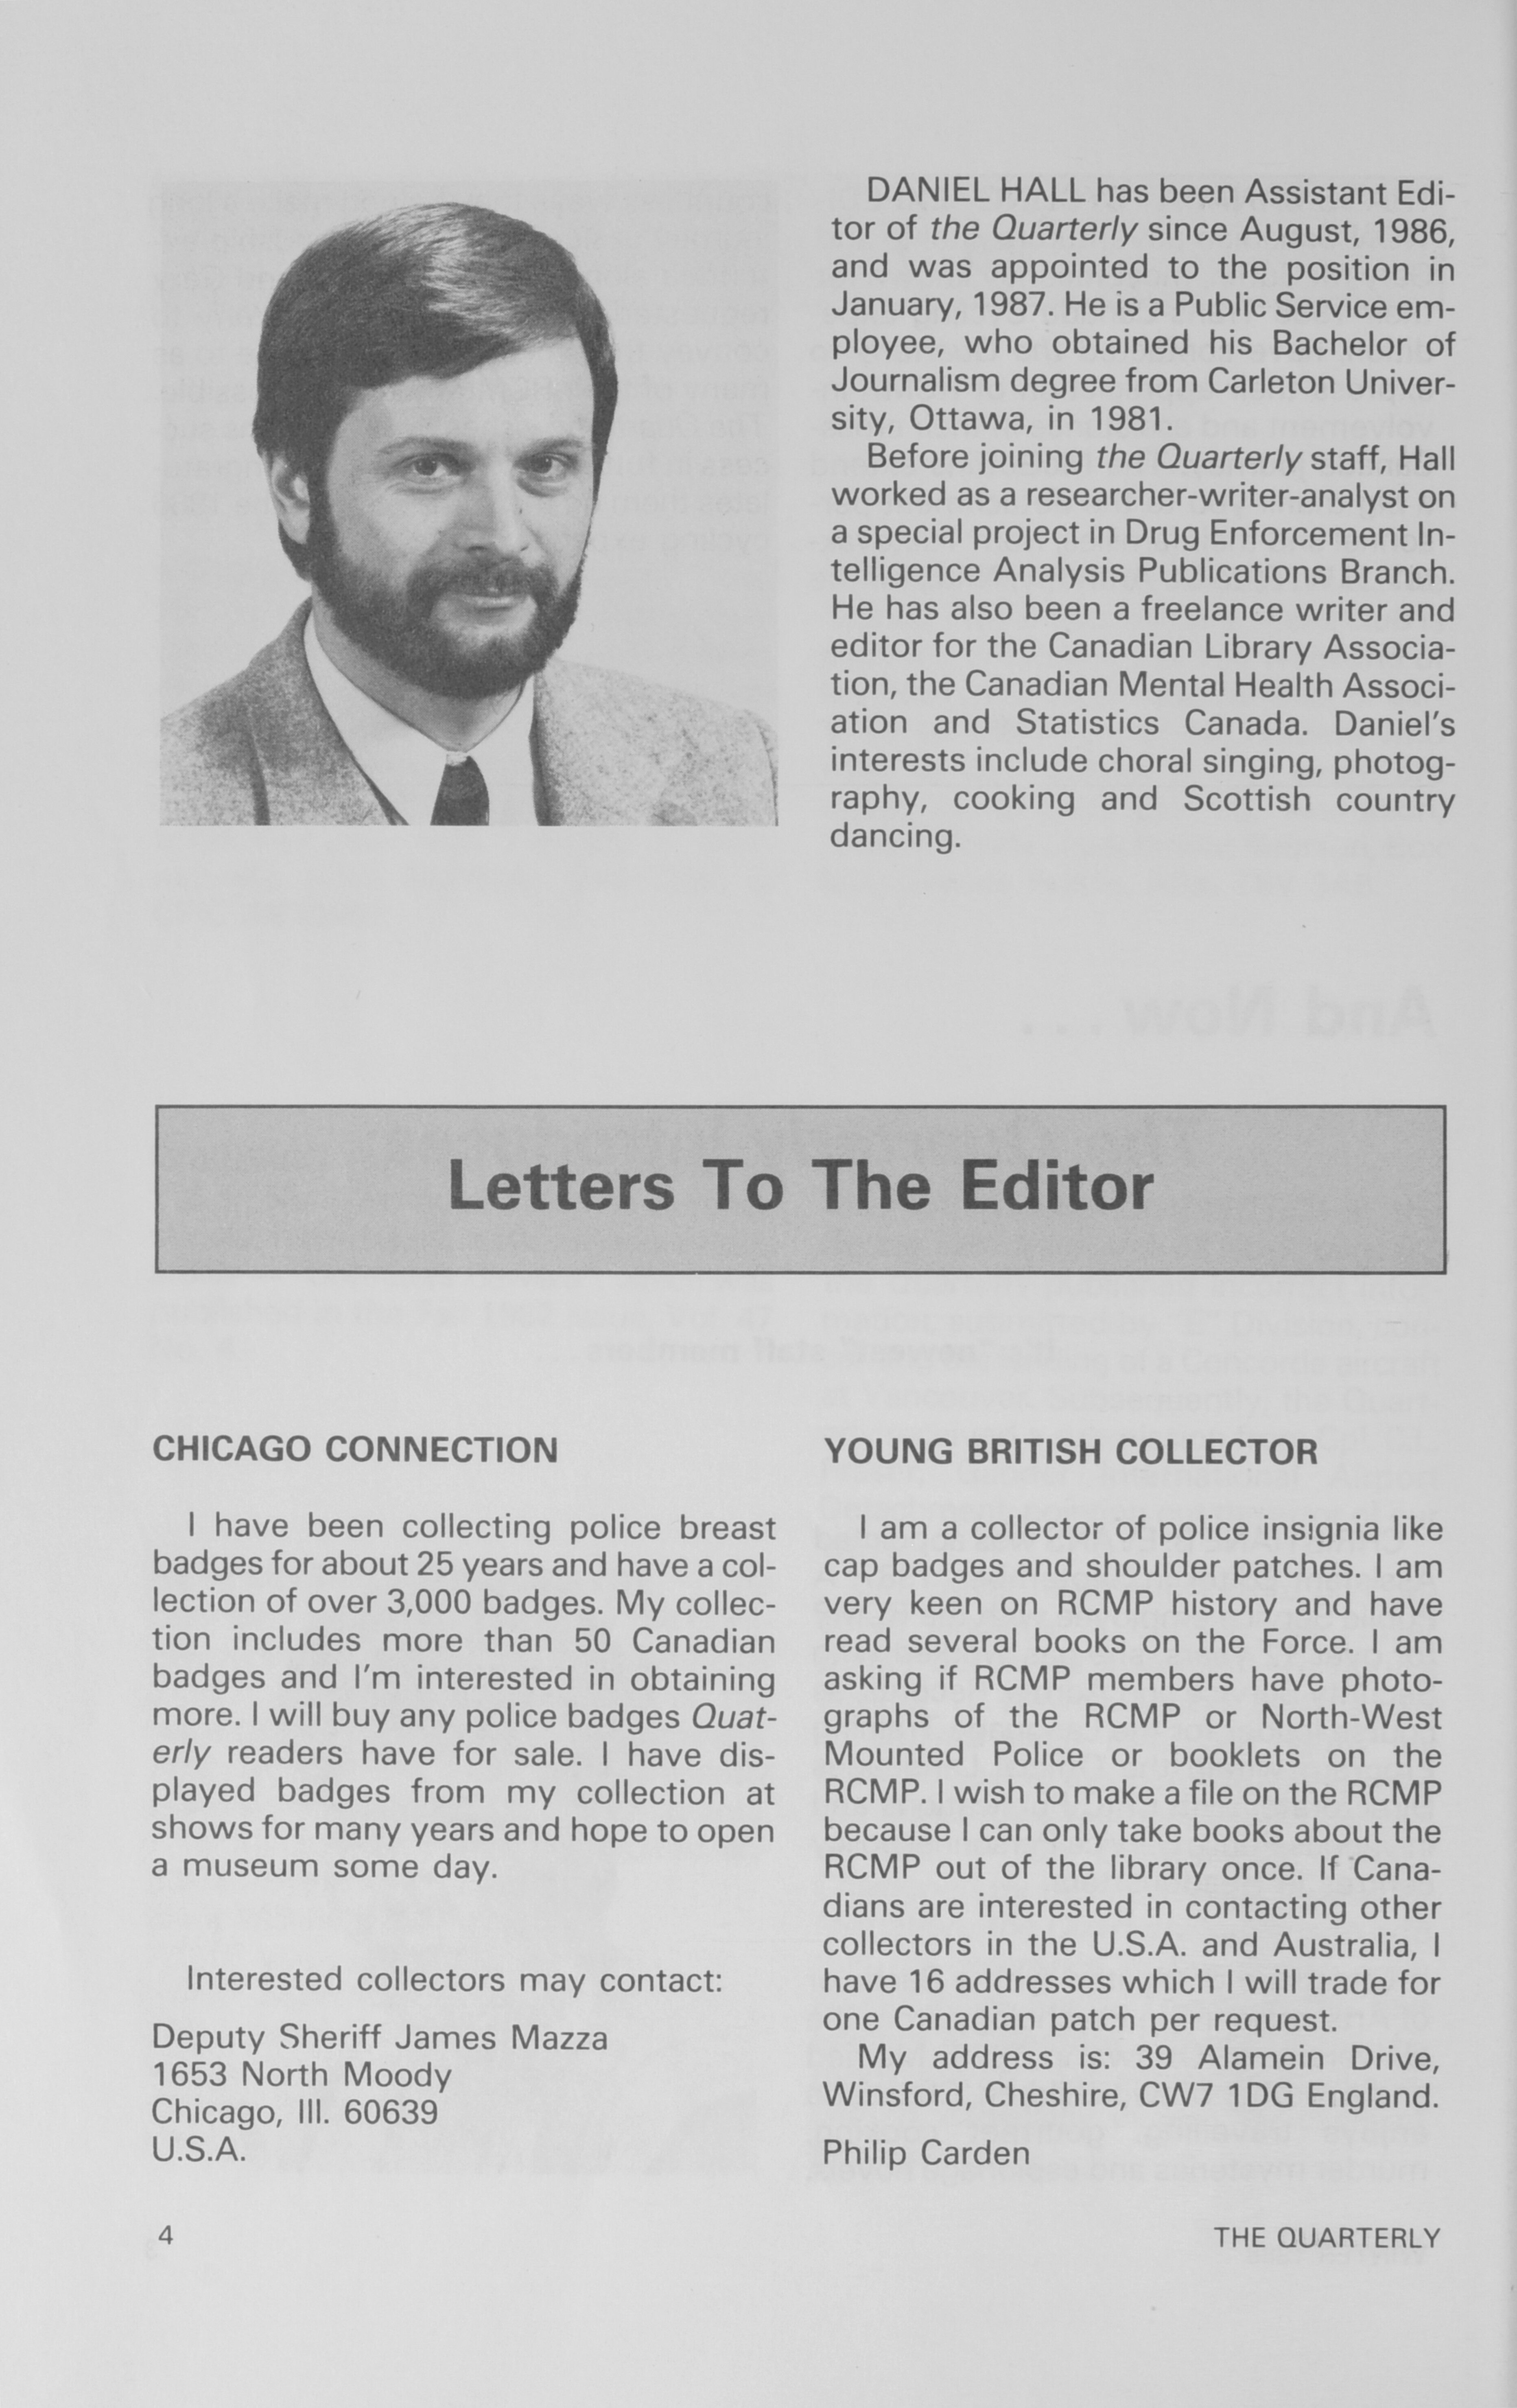 DANIEL HALL has been Assistant Edi-
tor of the Quarterly since August, 1986,
and was appointed to the position in
January, 1987. He is a Public Service em-
ployee, who obtained his Bachelor of
Journalism degree from Carleton Univer-
sity, Ottawa, in 1981.
Before joining the Quarterly staff, Hall
worked as a researcher-writer-analyst on
a special project in Drug Enforcement In-
telligence Analysis Publications Branch.
He has also been a freelance writer and
editor for the Canadian Library Associa-
tion, the Canadian Mental Health Associ-
ation and Statistics Canada. Daniel's
interests include choral singing, photog-
raphy, cooking and Scottish country
dancing.
Letters To The Editor
CHICAGO CONNECTION
I have been collecting police breast
badges for about 25 years and have a col-
lection of over 3,000 badges. My collec-
tion includes more than 50 Canadian
badges and I'm interested in obtaining
more. I will buy any police badges Quat-
erly readers have for sale. I have dis-
played badges from my collection at
shows for many years and hope to open
a museum some day.
Interested collectors may contact:
Deputy Sheriff James Mazza
1653 North Moody
Chicago, Ill. 60639
U.S.A.
YOUNG BRITISH COLLECTOR
I am a collector of police insignia like
cap badges and shoulder patches. I am
very keen on RCMP history and have
read several books on the Force. I am
asking if RCMP members have photo-
graphs of the RCMP or North-West
Mounted Police or booklets on the
RCMP. I wish to make a file on the RCMP
because I can only take books about the
RCMP out of the library once. If Cana-
dians are interested in contacting other
collectors in the U.S.A. and Australia, I
have 16 addresses which I will trade for
one Canadian patch per request.
My address is: 39 Alamein Drive,
Winsford, Cheshire, CW7 1DG England.
Philip Carden
4
THE QUARTERLY